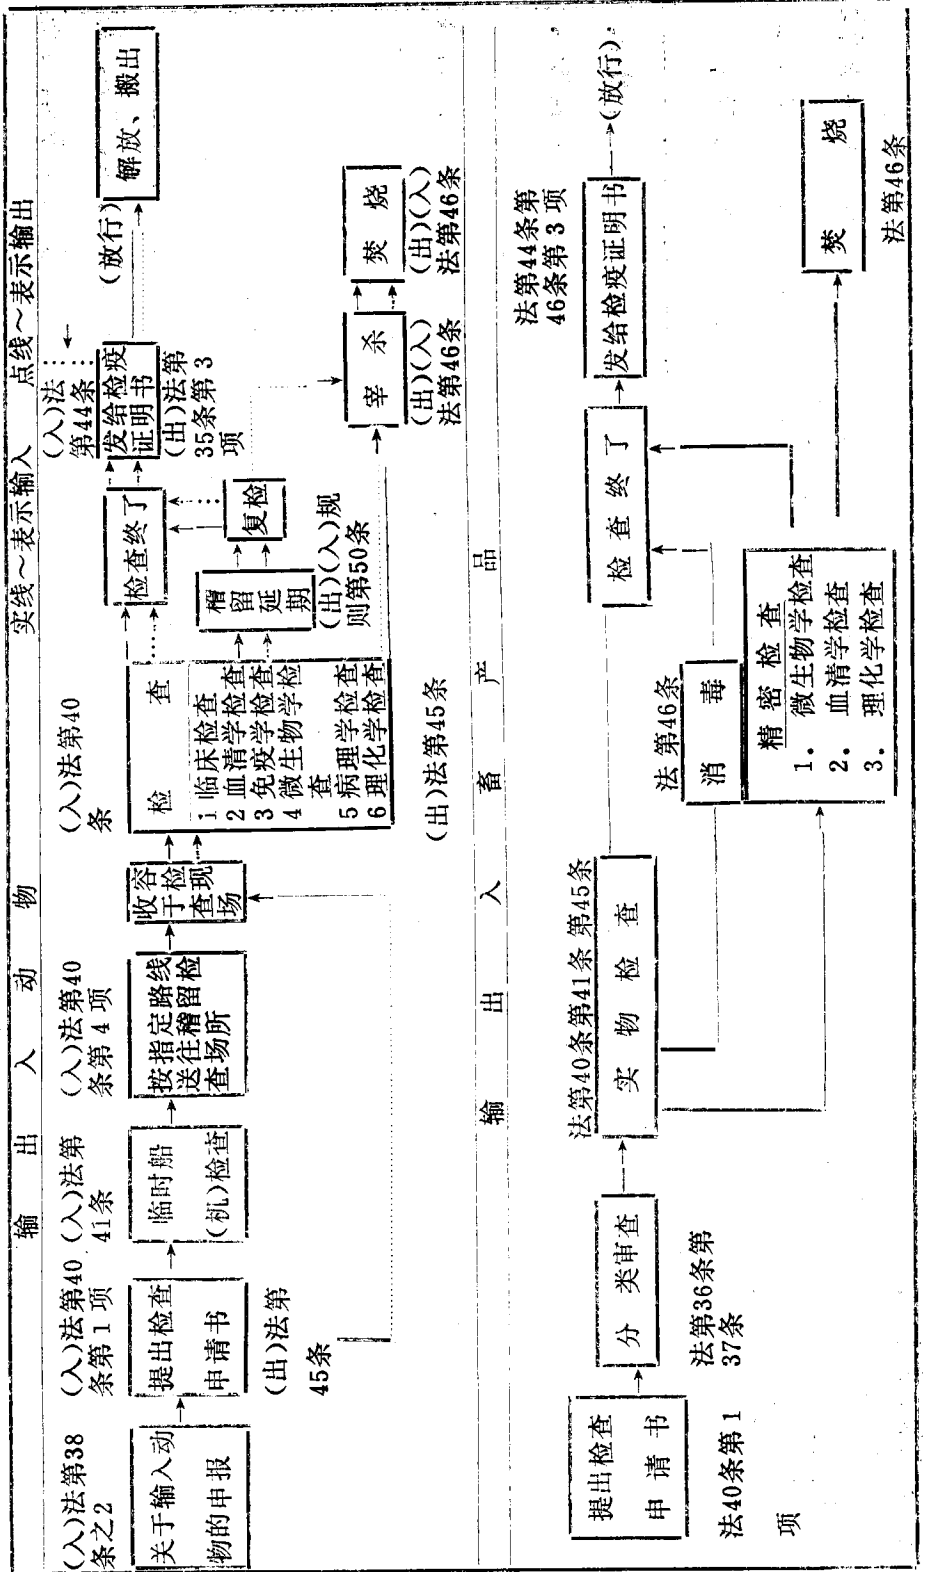 实线～表示输入 点线～表示输出
输出入动物
(入)法第38
条之2
关于输入动
物的申报
(入)法第40
条第1项
提出检查
申请书
(出)法第
45条
(入)法第
41条
临时船
(机)检查
(入)法第40
条第4项
按指定路线
送往稽留检
查场所
收容
于检
查现
场
(入)法第40
条
检查
1 临床检查
2 血清学检查
3 免疫学检查
4 微生物学检
查
5 病理学检查
6 理化学检查
(出)法第45条
检查终了
稽留
延期
(出)(入)规
则第50条
复检
(入)法
第44条
发给检疫
证明书
(出)法第
35条第3
项
(放行)
解放、搬出
宰杀
(出)(入)
法第46条
焚烧
(出)(入)
法第46条
输出入畜产品
提出检查
申请书
法40条第1
项
分类审查
法第36条第
37条
法第40条第41条第45条
实物检查
法第46条
消毒
精密检查
1. 微生物学检查
2. 血清学检查
3. 理化学检查
检查终了
法第44条第
46条第3项
发给检疫证明书
(放行)
焚烧
法第46条